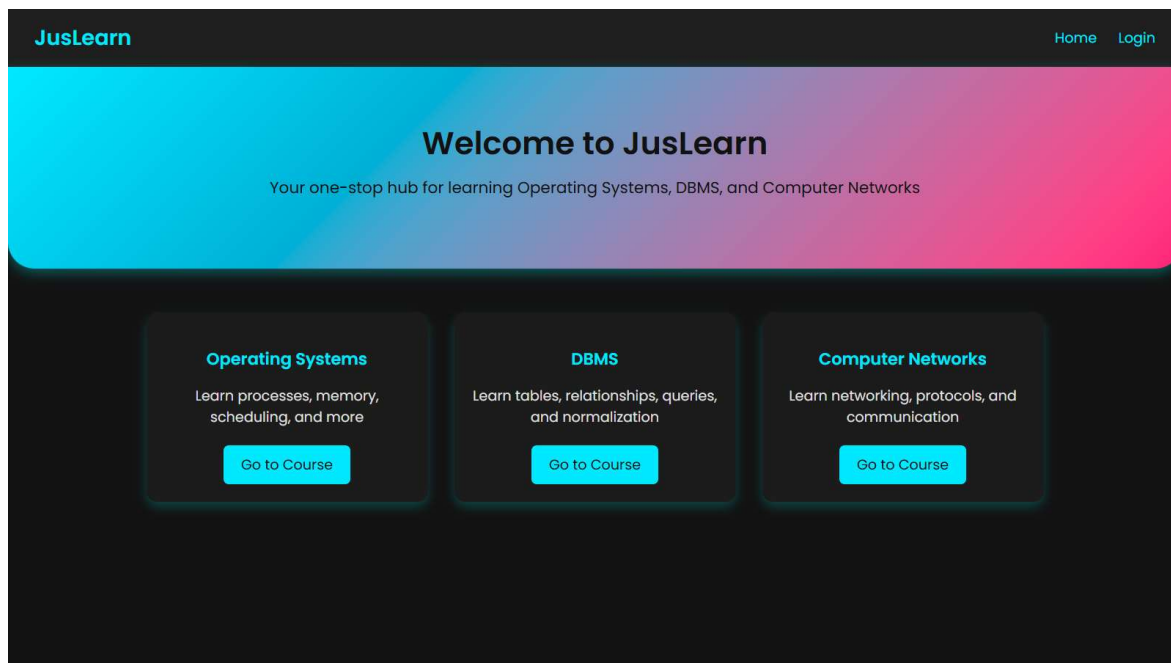 JusLearn
Home
Login
Welcome to JusLearn
Your one-stop hub for learning Operating Systems, DBMS, and Computer Networks
Operating Systems
Learn processes, memory,
scheduling, and more
Go to Course
DBMS
Learn tables, relationships, queries,
and normalization
Go to Course
Computer Networks
Learn networking, protocols, and
communication
Go to Course